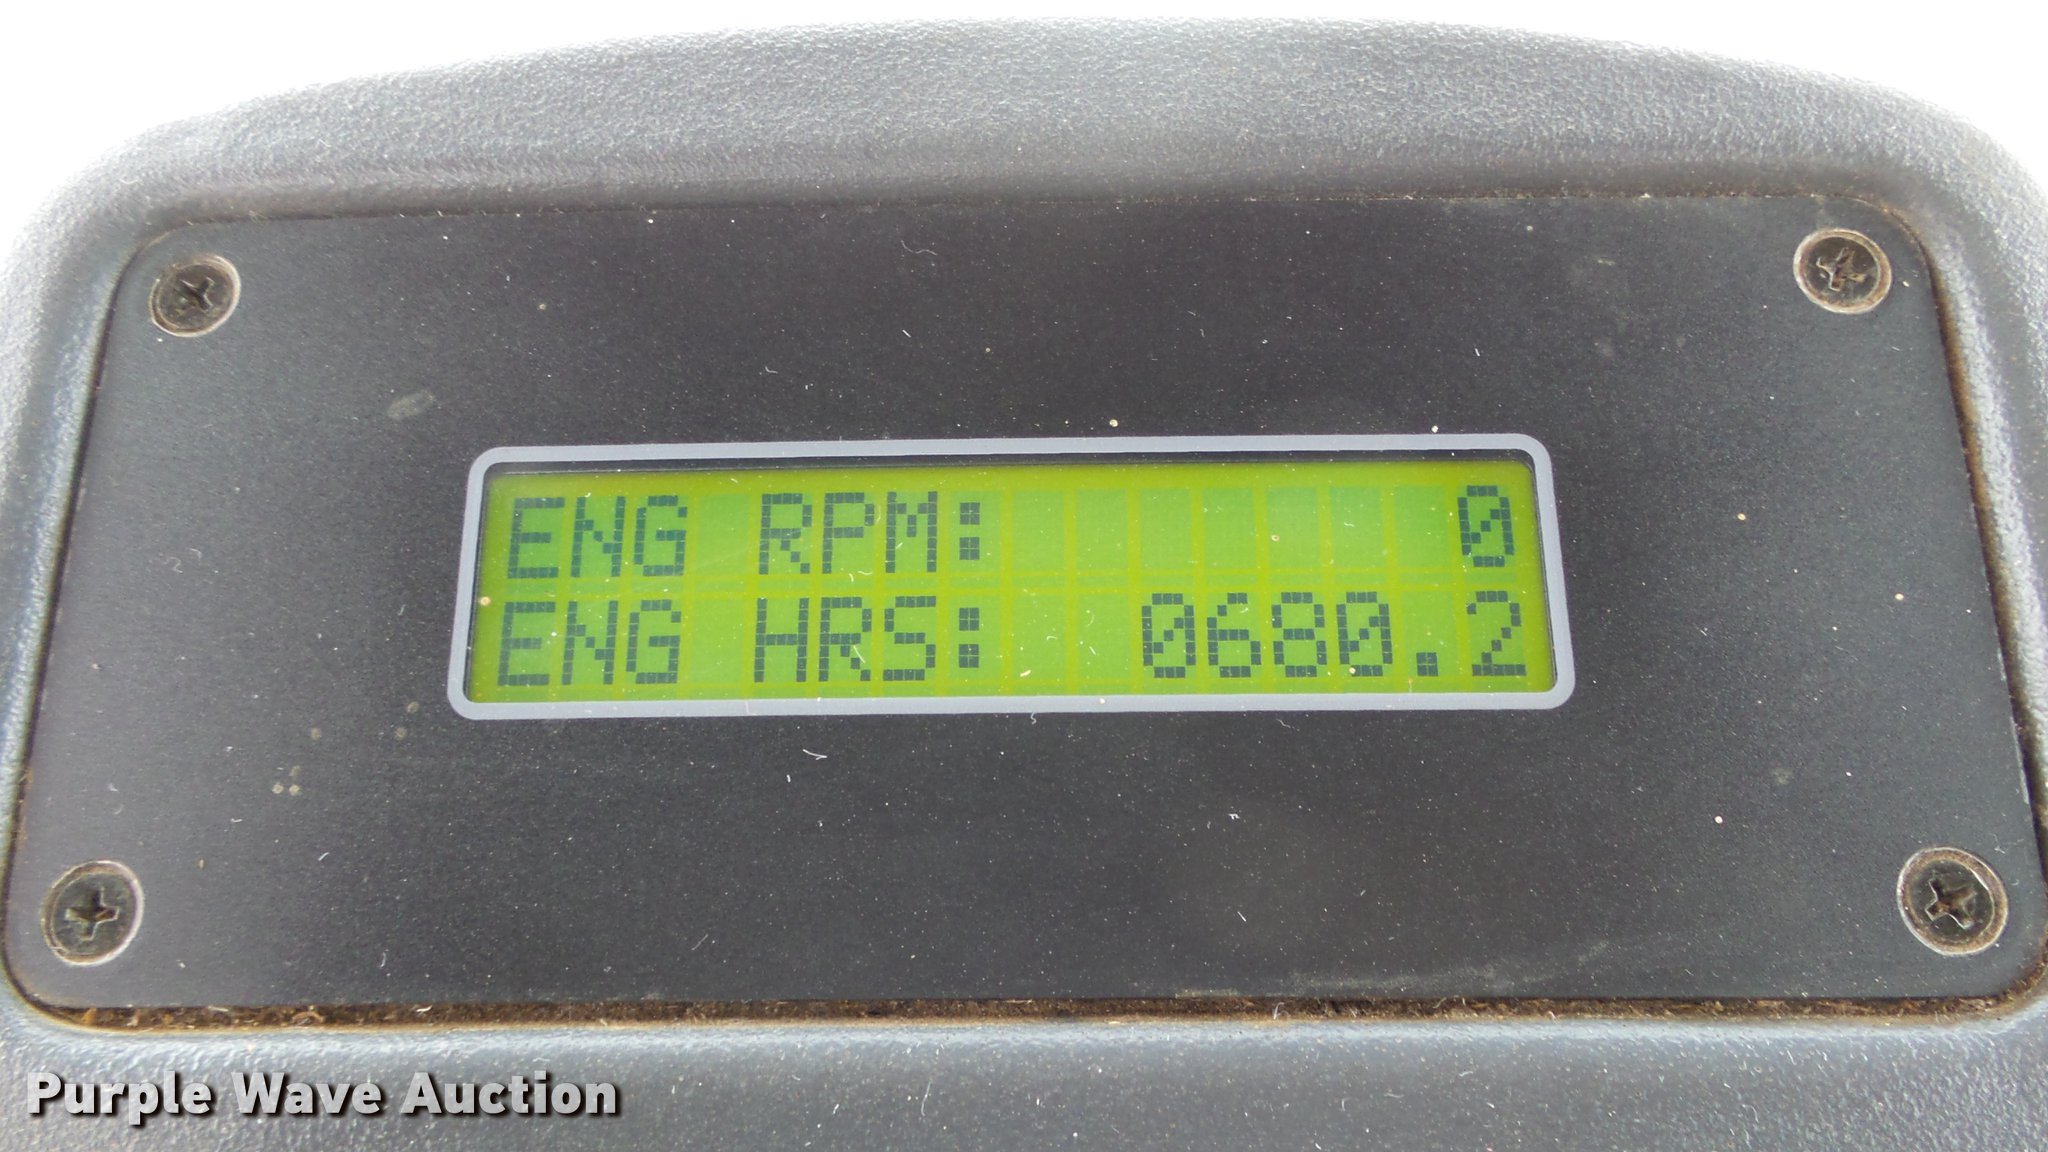 ENG RPM: 0
ENG HRS: 0680.2
Purple Wave Auction